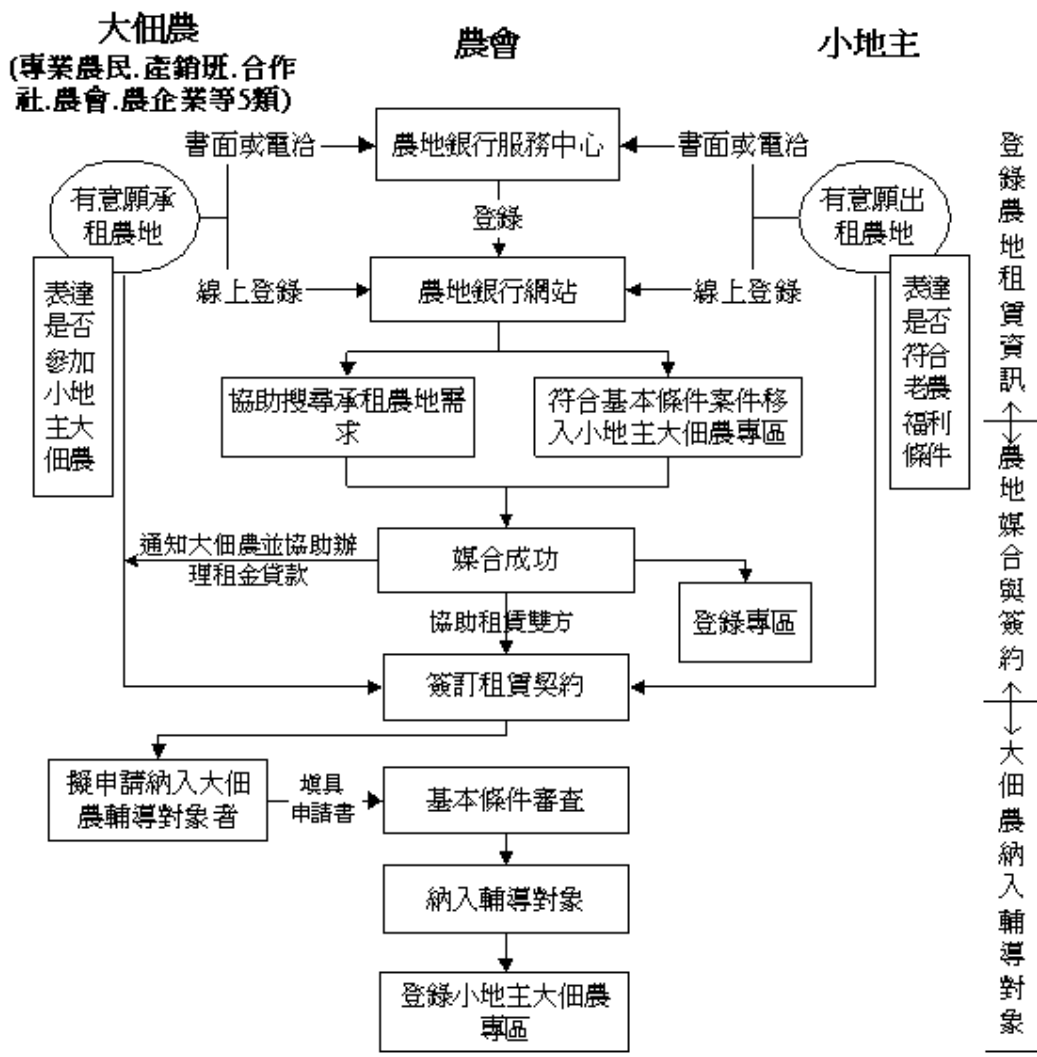 大佃農
(專業農民.產銷班.合作
社.農會.農企業等5類)
農會
小地主
書面或電洽
農地銀行服務中心
書面或電洽
有意願承
租農地
登錄
有意願出
租農地
線上登錄
農地銀行網站
線上登錄
表達
是否
參加
小地
主大
佃農
表達
是否
符合
老農
福利
條件
協助搜尋承租農地需
求
符合基本條件案件移
入小地主大佃農專區
通知大佃農並協助辦
理租金貸款
媒合成功
登錄專區
協助租賃雙方
簽訂租賃契約
擬申請納入大佃
農輔導對象者
填具
申請書
基本條件審查
納入輔導對象
登錄小地主大佃農
專區
登錄農地租賃資訊
農地媒合與簽約
大佃農納入輔導對象